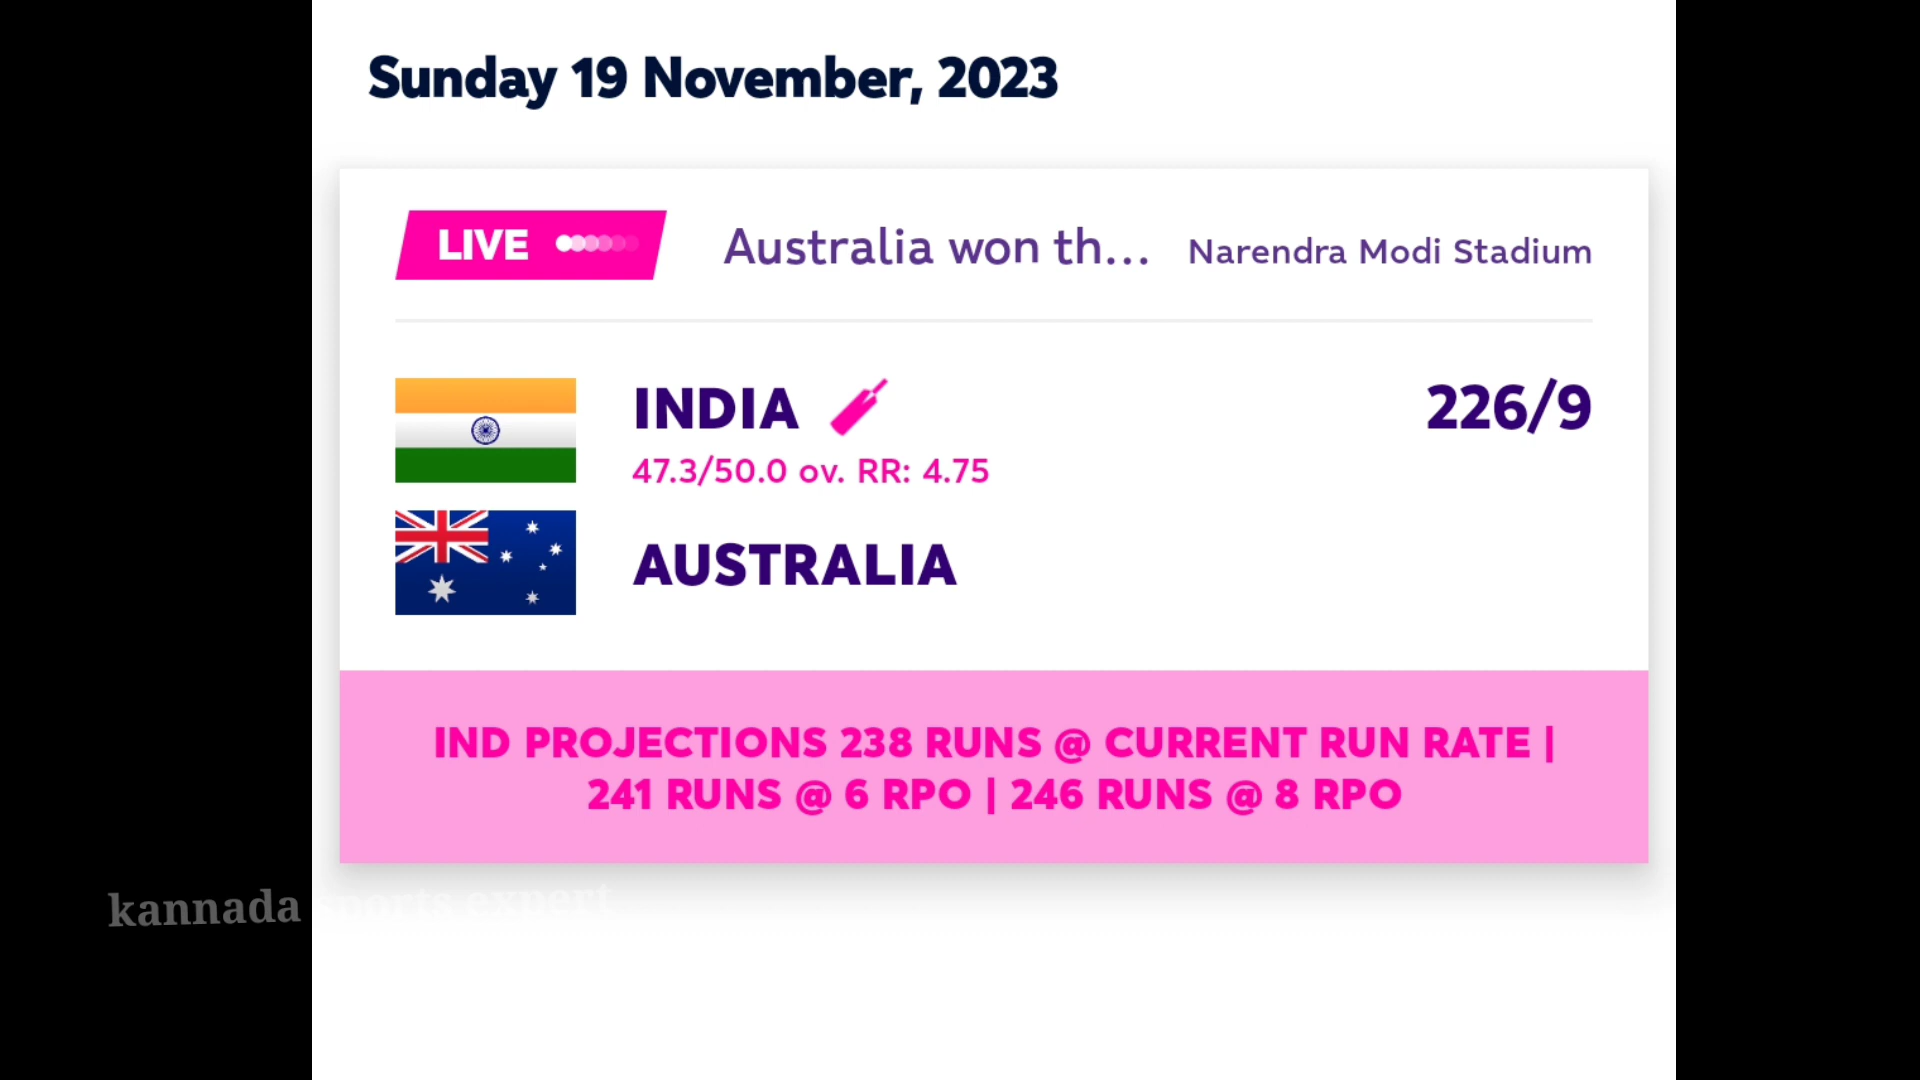 Sunday 19 November, 2023
LIVE Australia won th... Narendra Modi Stadium
INDIA 226/9
47.3/50.0 ov. RR: 4.75
AUSTRALIA
IND PROJECTIONS 238 RUNS @ CURRENT RUN RATE |
241 RUNS @ 6 RPO | 246 RUNS @ 8 RPO
kannada sports expert